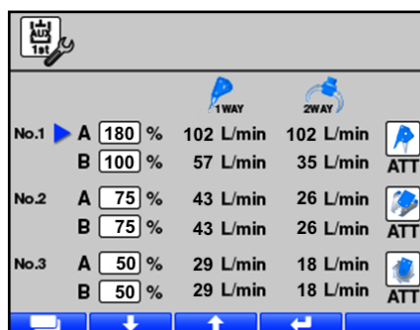 AUX
1st
1WAY 2WAY
No.1 A 180 % 102 L/min 102 L/min
B 100 % 57 L/min 35 L/min ATT
No.2 A 75 % 43 L/min 26 L/min
B 75 % 43 L/min 26 L/min ATT
No.3 A 50 % 29 L/min 18 L/min
B 50 % 29 L/min 18 L/min ATT